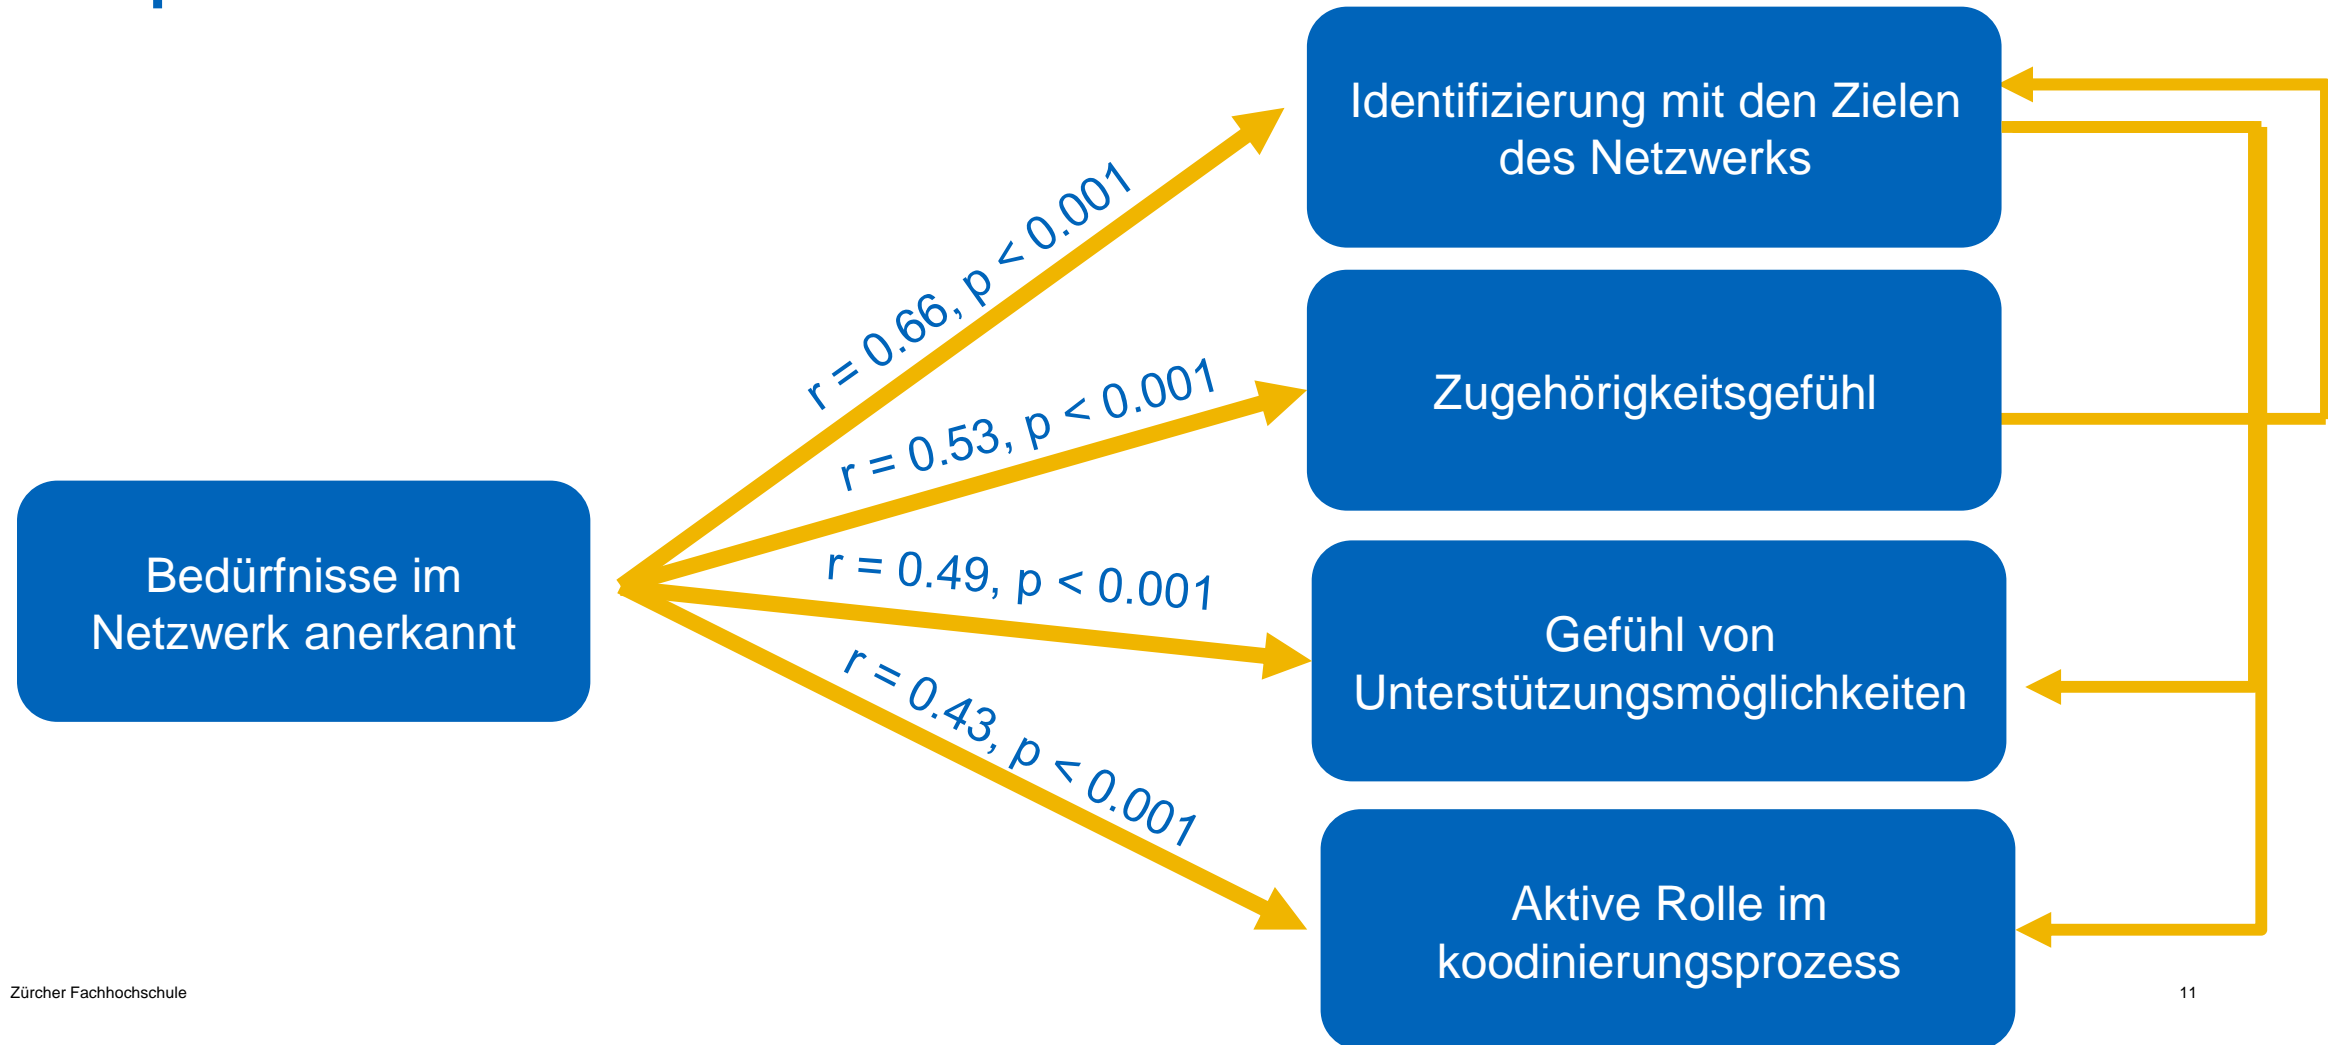 Identifizierung mit den Zielen
des Netzwerks
r = 0.66, p < 0.001
Zugehörigkeitsgefühl
r = 0.53, p < 0.001
Bedürfnisse im
Netzwerk anerkannt
r = 0.49, p < 0.001
Gefühl von
Unterstützungsmöglichkeiten
r = 0.43, p < 0.001
Aktive Rolle im
koodinierungsprozess
Zürcher Fachhochschule
11